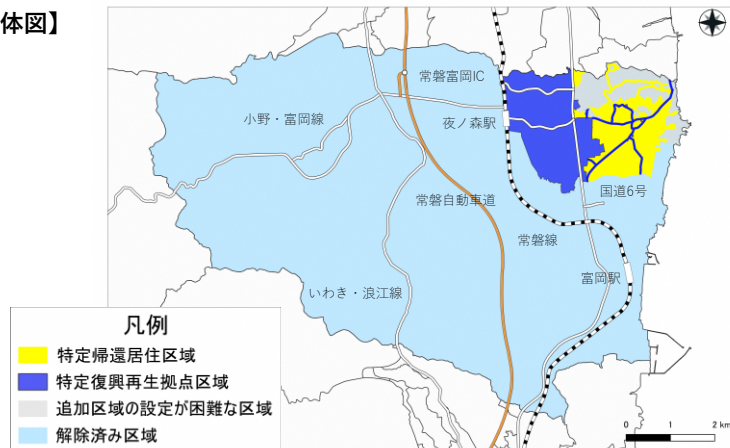 体図】
常磐富岡IC
小野・富岡線
夜ノ森駅
国道6号
常磐自動車道
常磐線
富岡駅
いわき・浪江線
凡例
特定帰還居住区域
特定復興再生拠点区域
追加区域の設定が困難な区域
解除済み区域
0 1 2 km